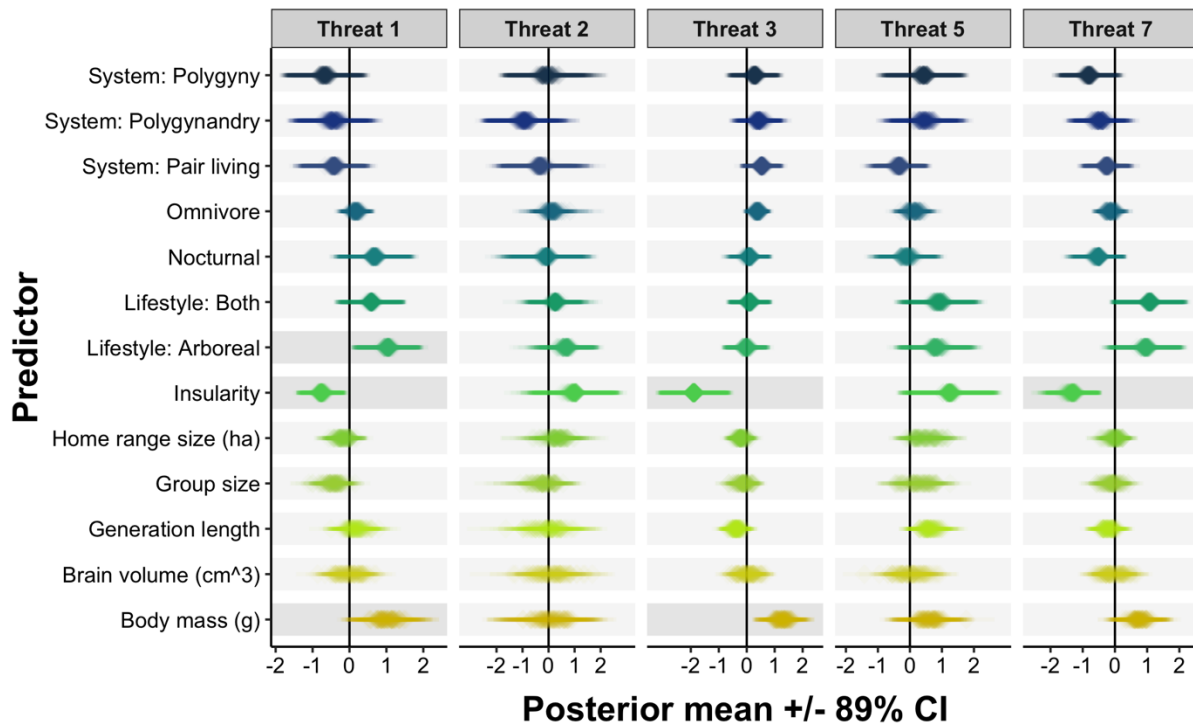 Threat 1 Threat 2 Threat 3 Threat 5 Threat 7
Predictor
System: Polygyny
System: Polygynandry
System: Pair living
Omnivore
Nocturnal
Lifestyle: Both
Lifestyle: Arboreal
Insularity
Home range size (ha)
Group size
Generation length
Brain volume (cm^3)
Body mass (g)
-2 -1 0 1 2 -2 -1 0 1 2 -2 -1 0 1 2 -1 0 1 2 -1 0 1 2
Posterior mean +/- 89% CI